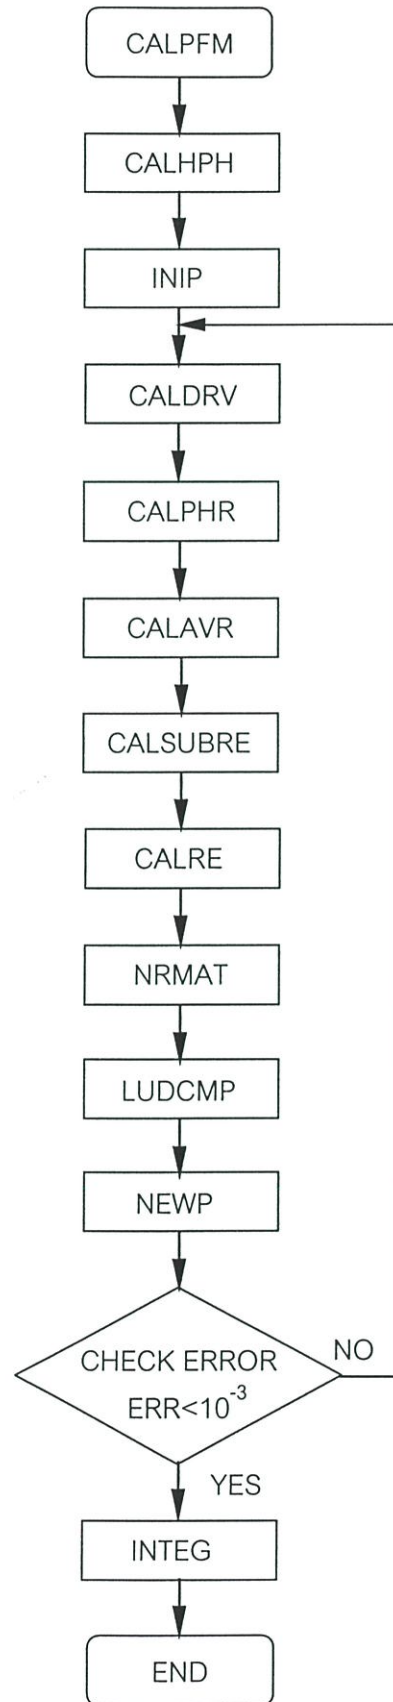 CALPFM
CALHPH
INIP
CALDRV
CALPHR
CALAVR
CALSUBRE
CALRE
NRMAT
LUDCMP
NEWP
CHECK ERROR
NO
ERR<10⁻³
YES
INTEG
END